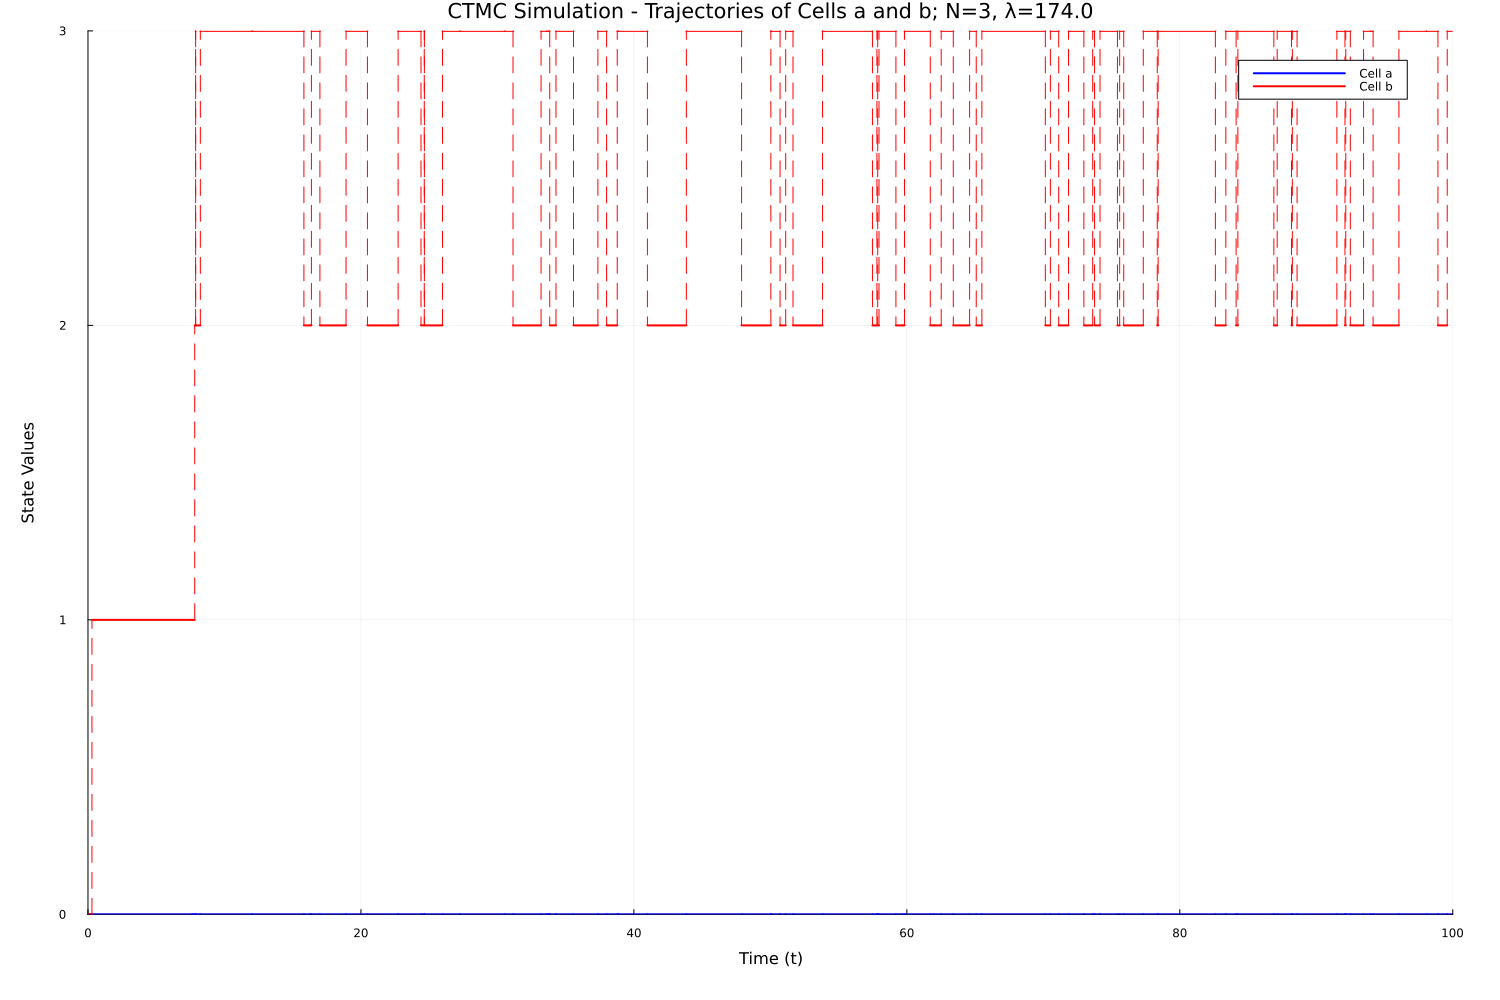 CTMC Simulation - Trajectories of Cells a and b; N=3, λ=174.0
3
Cell a
Cell b
2
State Values
1
0
0 20 40 60 80 100
Time (t)